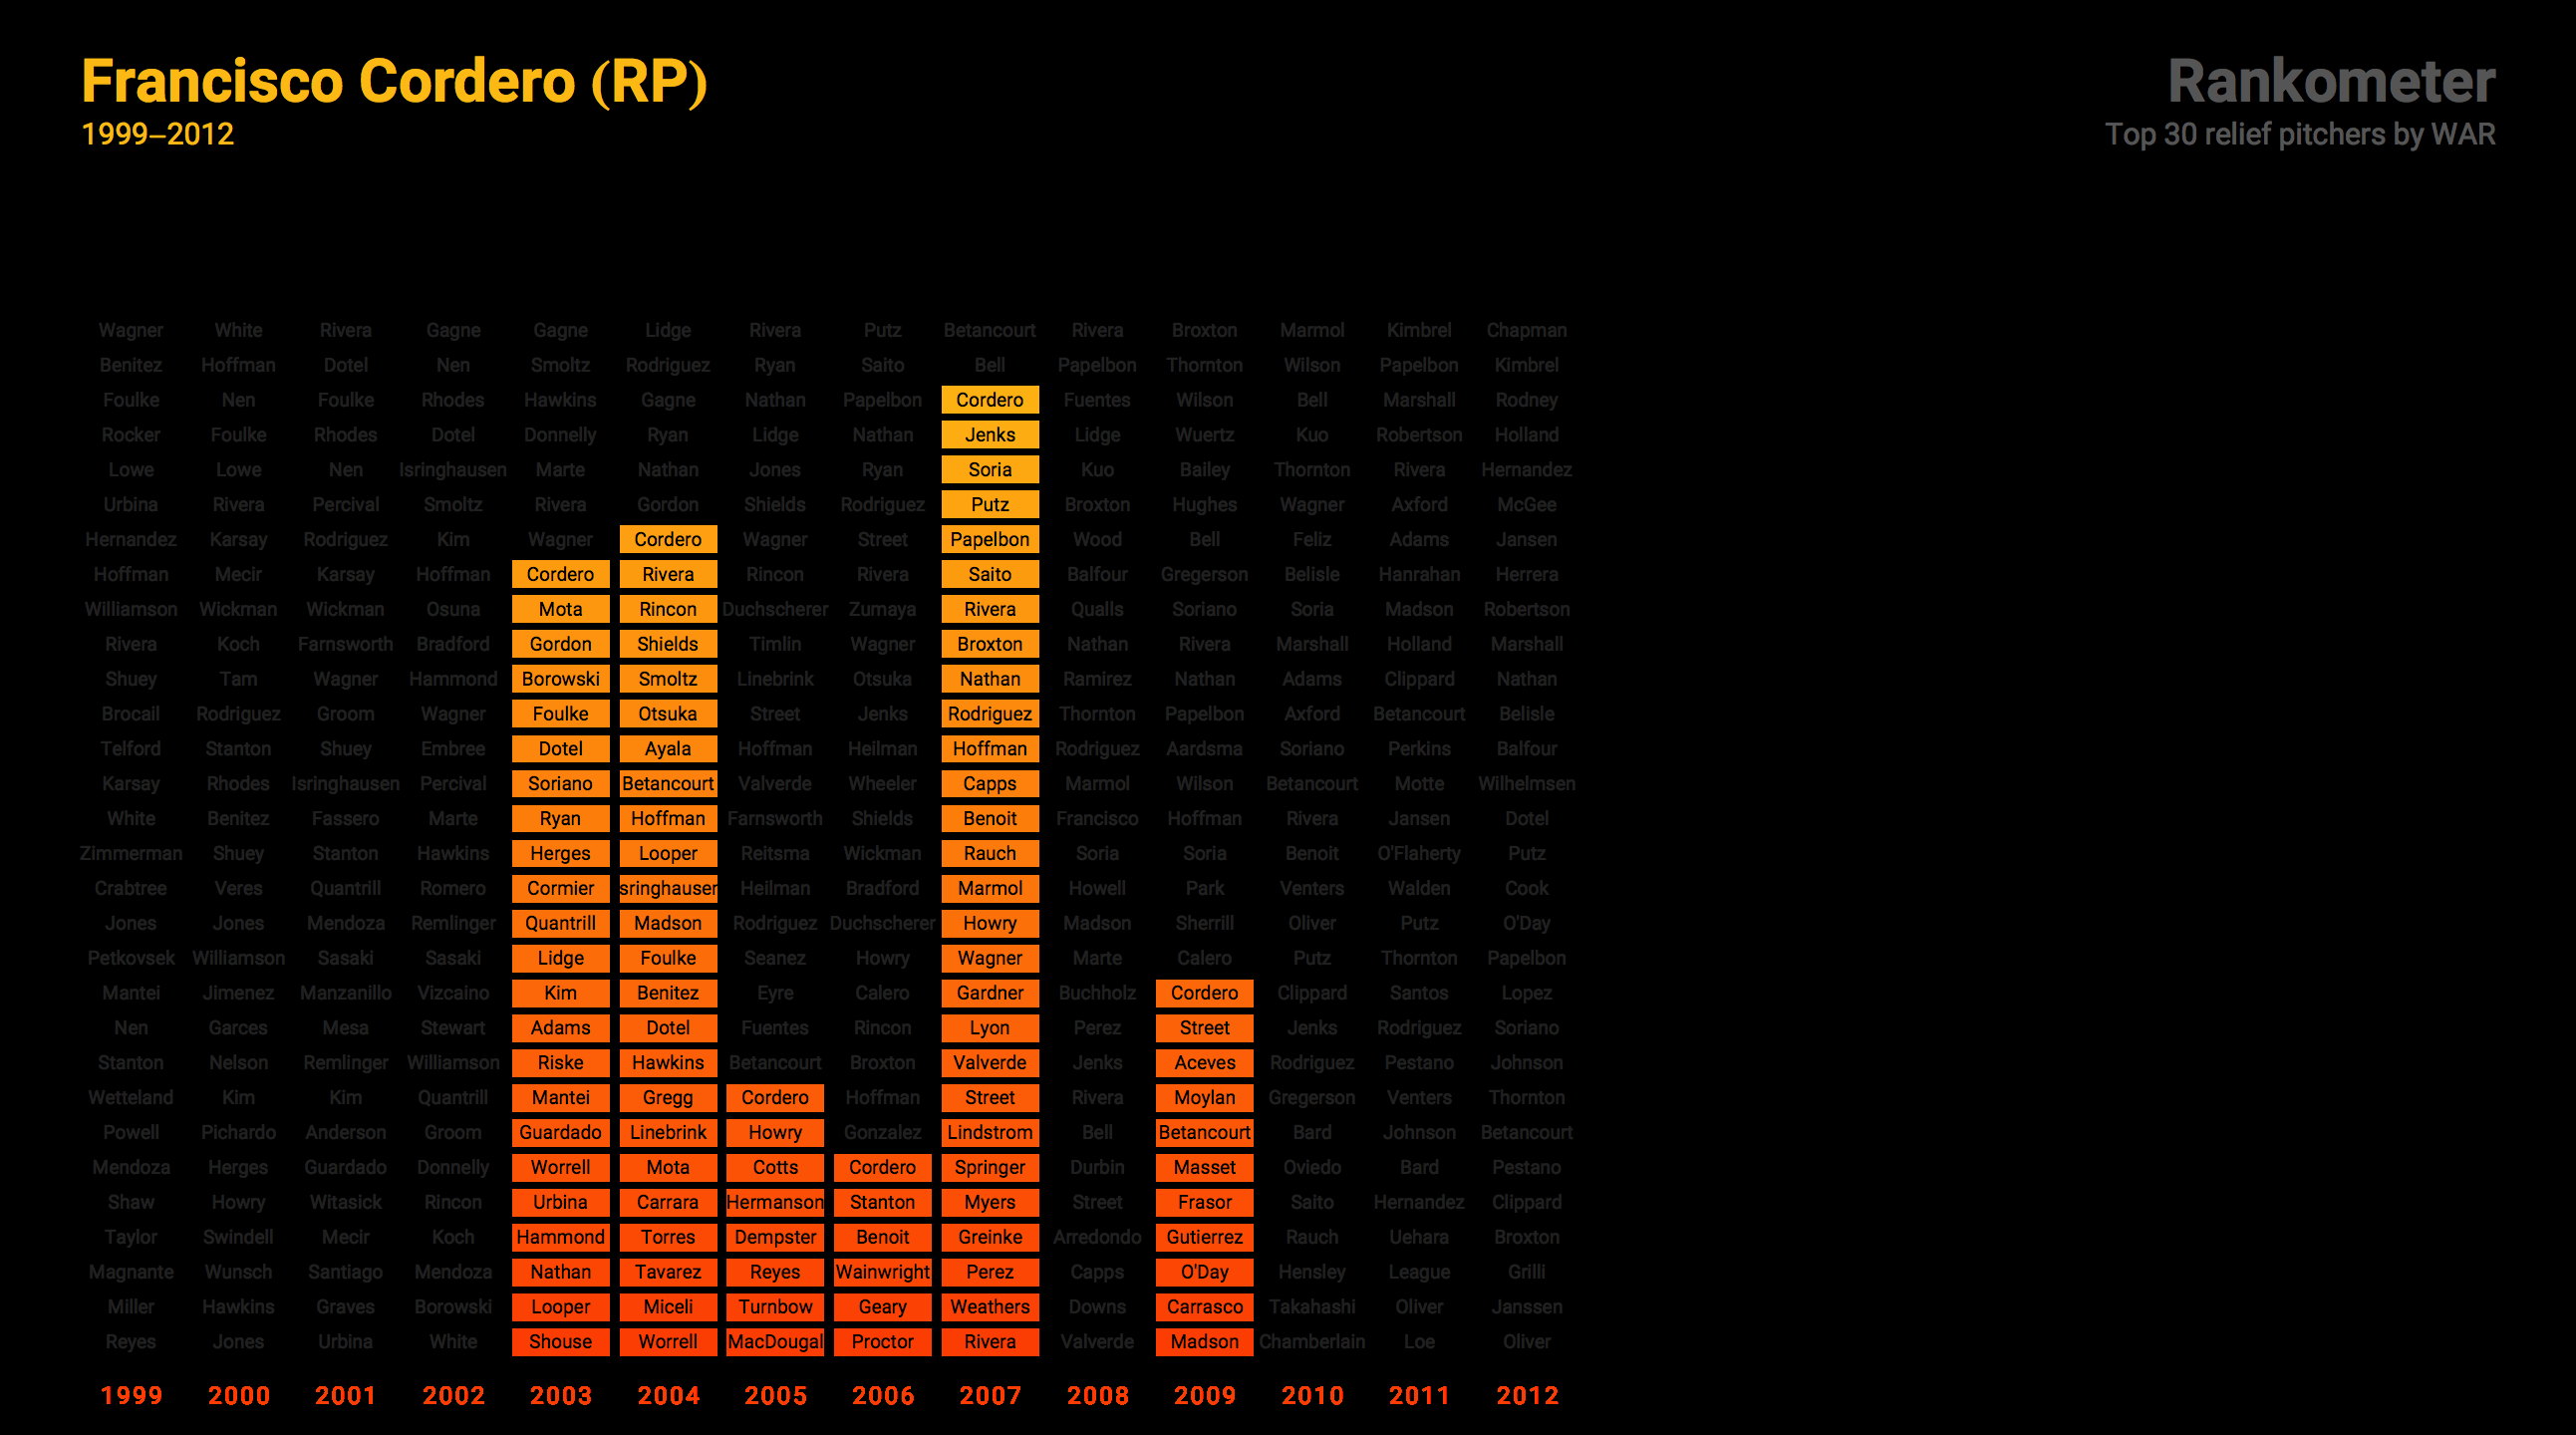 Francisco Cordero (RP)
1999–2012
Rankometer
Top 30 relief pitchers by WAR
Wagner White Rivera Gagne Gagne Lidge Rivera Putz Betancourt Rivera Broxton Marmol Kimbrel Chapman
Benitez Hoffman Dotel Nen Smoltz Rodriguez Ryan Saito Bell Papelbon Thornton Wilson Papelbon Kimbrel
Foulke Nen Foulke Rhodes Hawkins Gagne Nathan Papelbon Cordero Fuentes Wilson Bell Marshall Rodney
Rocker Foulke Rhodes Dotel Donnelly Ryan Lidge Nathan Jenks Lidge Wuertz Kuo Robertson Holland
Lowe Lowe Nen Isringhausen Marte Nathan Jones Ryan Soria Kuo Bailey Thornton Rivera Hernandez
Urbina Rivera Percival Smoltz Rivera Gordon Shields Rodriguez Putz Broxton Hughes Wagner Axford McGee
Hernandez Karsay Rodriguez Kim Wagner Cordero Wagner Street Papelbon Wood Bell Feliz Adams Jansen
Hoffman Mecir Karsay Hoffman Cordero Rivera Rincon Rivera Saito Balfour Gregerson Belisle Hanrahan Herrera
Williamson Wickman Wickman Osuna Mota Rincon Duchscherer Zumaya Rivera Qualls Soriano Soria Madson Robertson
Rivera Koch Farnsworth Bradford Gordon Shields Timlin Wagner Broxton Nathan Rivera Marshall Holland Marshall
Shuey Tam Wagner Hammond Borowski Smoltz Linebrink Otsuka Nathan Ramirez Nathan Adams Clippard Nathan
Brocail Rodriguez Groom Wagner Foulke Otsuka Street Jenks Rodriguez Thornton Papelbon Axford Betancourt Belisle
Telford Stanton Shuey Embree Dotel Ayala Hoffman Heilman Hoffman Rodriguez Aardsma Soriano Perkins Balfour
Karsay Rhodes Isringhausen Percival Soriano Betancourt Valverde Wheeler Capps Marmol Wilson Betancourt Motte Wilhelmsen
White Benitez Fassero Marte Ryan Hoffman Farnsworth Shields Benoit Francisco Hoffman Rivera Jansen Dotel
Zimmerman Shuey Stanton Hawkins Herges Looper Reitsma Wickman Rauch Soria Soria Benoit O'Flaherty Putz
Crabtree Veres Quantrill Romero Cormier sringhauser Heilman Bradford Marmol Howell Park Venters Walden Cook
Jones Jones Mendoza Remlinger Quantrill Madson Rodriguez Duchscherer Howry Madson Sherrill Oliver Putz O'Day
Petkovsek Williamson Sasaki Sasaki Lidge Foulke Seanez Howry Wagner Marte Calero Putz Thornton Papelbon
Mantei Jimenez Manzanillo Vizcaino Kim Benitez Eyre Calero Gardner Buchholz Cordero Clippard Santos Lopez
Nen Garces Mesa Stewart Adams Dotel Fuentes Rincon Lyon Perez Street Jenks Rodriguez Soriano
Stanton Nelson Remlinger Williamson Riske Hawkins Betancourt Broxton Valverde Jenks Aceves Rodriguez Pestano Johnson
Wetteland Kim Kim Quantrill Mantei Gregg Cordero Hoffman Street Rivera Moylan Gregerson Venters Thornton
Powell Pichardo Anderson Groom Guardado Linebrink Howry Gonzalez Lindstrom Bell Betancourt Bard Johnson Betancourt
Mendoza Herges Guardado Donnelly Worrell Mota Cotts Cordero Springer Durbin Masset Oviedo Bard Pestano
Shaw Howry Witasick Rincon Urbina Carrara Hermanson Stanton Myers Street Frasor Saito Hernandez Clippard
Taylor Swindell Mecir Koch Hammond Torres Dempster Benoit Greinke Arredondo Gutierrez Rauch Uehara Broxton
Magnante Wunsch Santiago Mendoza Nathan Tavarez Reyes Wainwright Perez Capps O'Day Hensley League Grilli
Miller Hawkins Graves Borowski Looper Miceli Turnbow Geary Weathers Downs Carrasco Takahashi Oliver Janssen
Reyes Jones Urbina White Shouse Worrell MacDougal Proctor Rivera Valverde Madson Chamberlain Loe Oliver
1999 2000 2001 2002 2003 2004 2005 2006 2007 2008 2009 2010 2011 2012